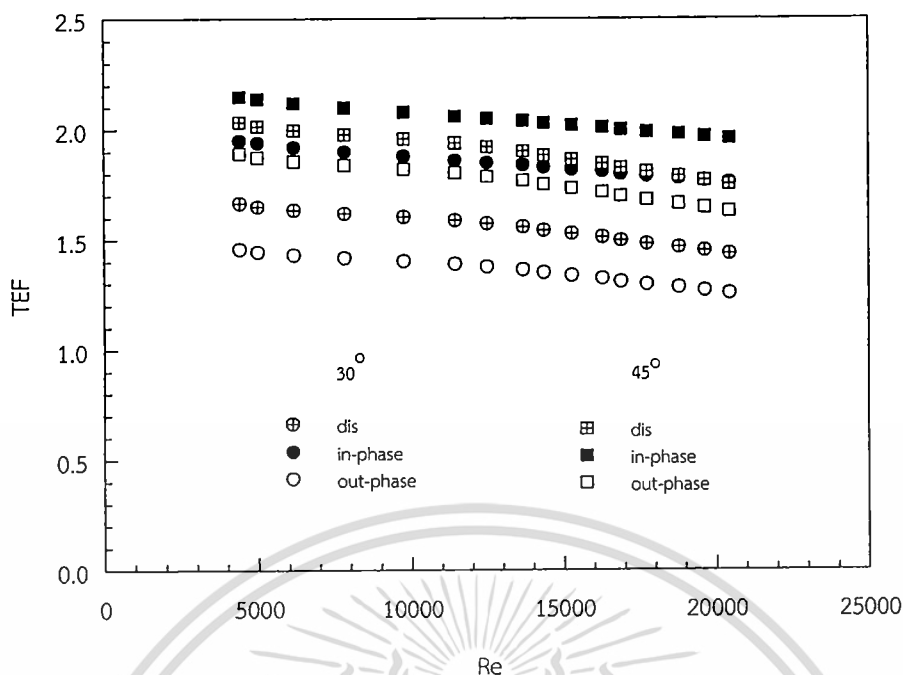 2.5
2.0
1.5
1.0
0.5
0.0
TEF
30°
45°
dis
in-phase
out-phase
dis
in-phase
out-phase
0
5000
10000
15000
20000
25000
Re